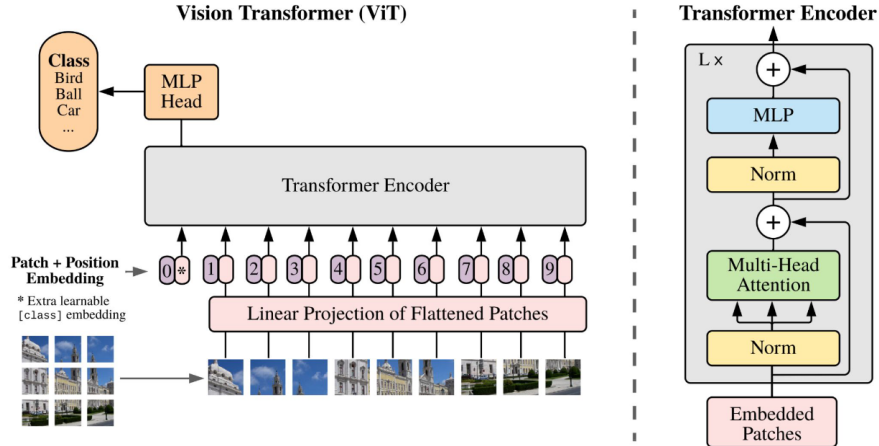 Vision Transformer (ViT)
Class
Bird
Ball
Car
...
MLP
Head
Transformer Encoder
Patch + Position
Embedding
0 * 1 2 3 4 5 6 7 8 9
* Extra learnable
[class] embedding
Linear Projection of Flattened Patches
Transformer Encoder
L x
+
MLP
Norm
+
Multi-Head
Attention
Norm
Embedded
Patches